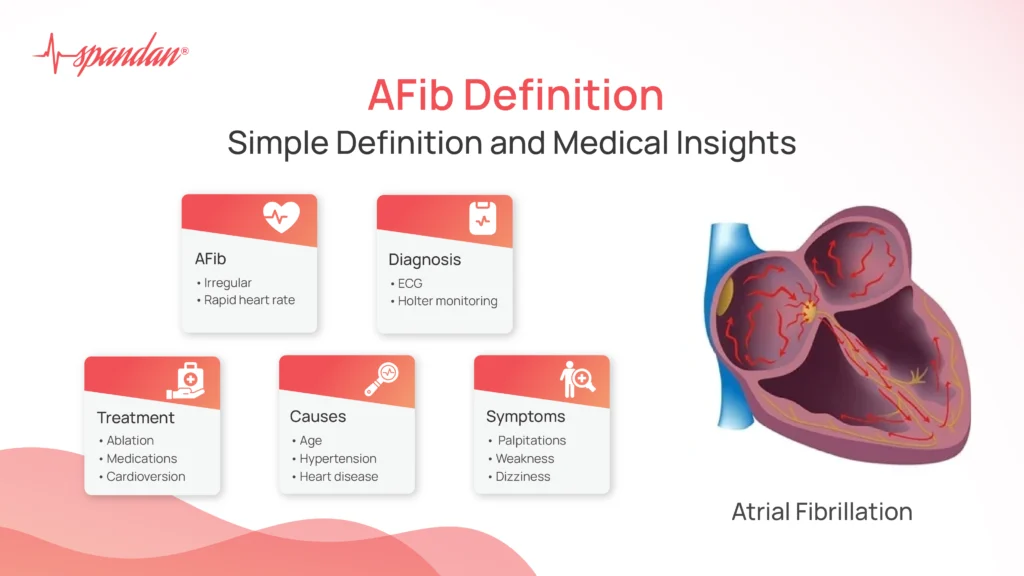 spandan®
AFib Definition
Simple Definition and Medical Insights
AFib
• Irregular
• Rapid heart rate
Diagnosis
• ECG
• Holter monitoring
Treatment
• Ablation
• Medications
• Cardioversion
Causes
• Age
• Hypertension
• Heart disease
Symptoms
• Palpitations
• Weakness
• Dizziness
Atrial Fibrillation